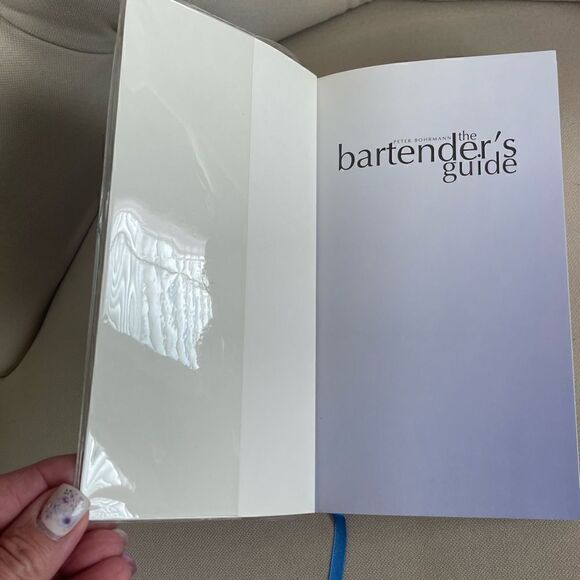 PETER BOHRMANN the
bartender's
guide